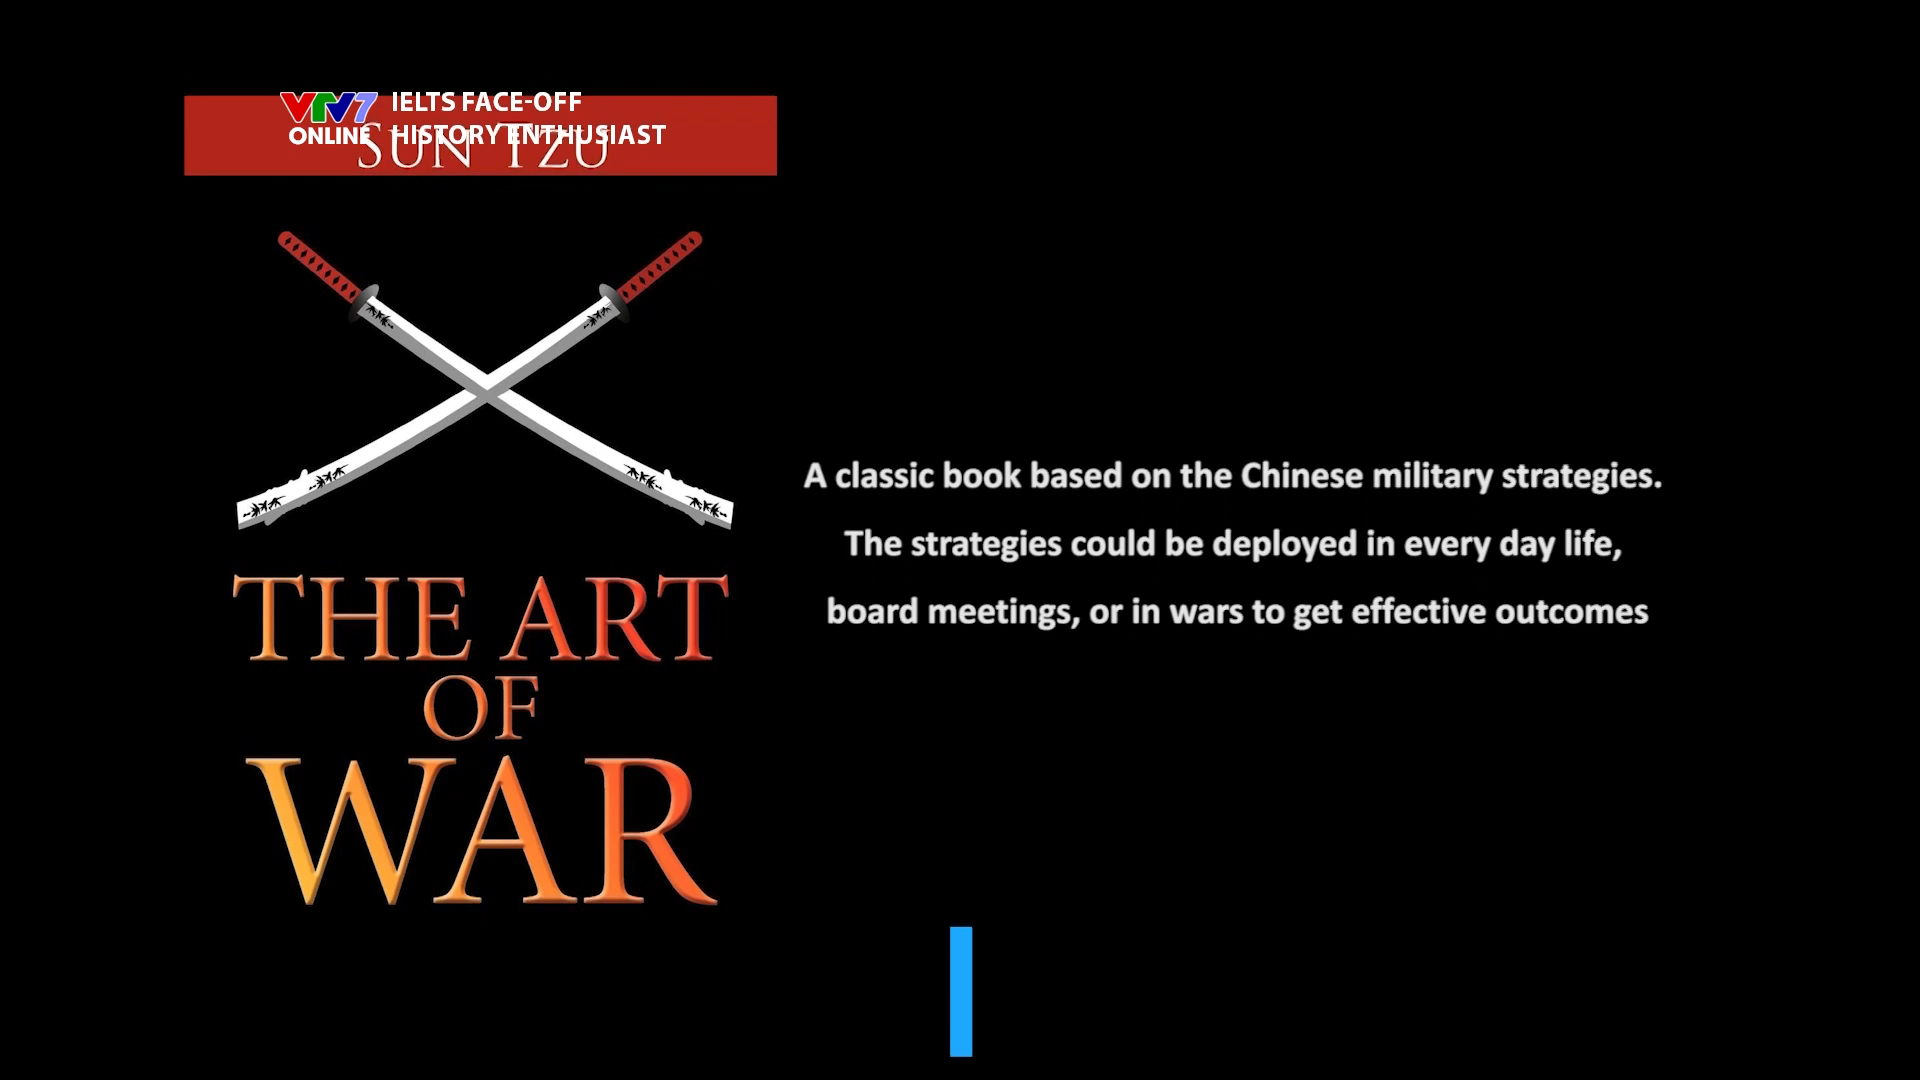 VTV7 IELTS FACE-OFF
ONLINE HISTORY ENTHUSIAST
SUN TZU
THE ART
OF
WAR
A classic book based on the Chinese military strategies.
The strategies could be deployed in every day life,
board meetings, or in wars to get effective outcomes